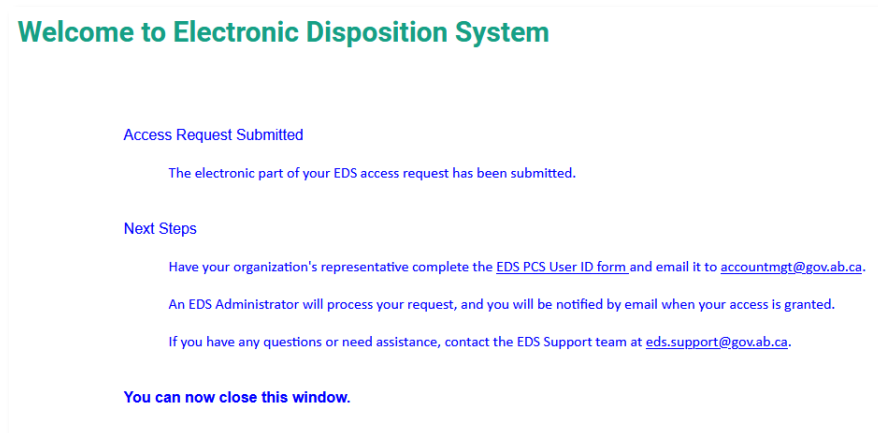 Welcome to Electronic Disposition System
Access Request Submitted
The electronic part of your EDS access request has been submitted.
Next Steps
Have your organization's representative complete the EDS PCS User ID form and email it to accountmgt@gov.ab.ca.
An EDS Administrator will process your request, and you will be notified by email when your access is granted.
If you have any questions or need assistance, contact the EDS Support team at eds.support@gov.ab.ca.
You can now close this window.